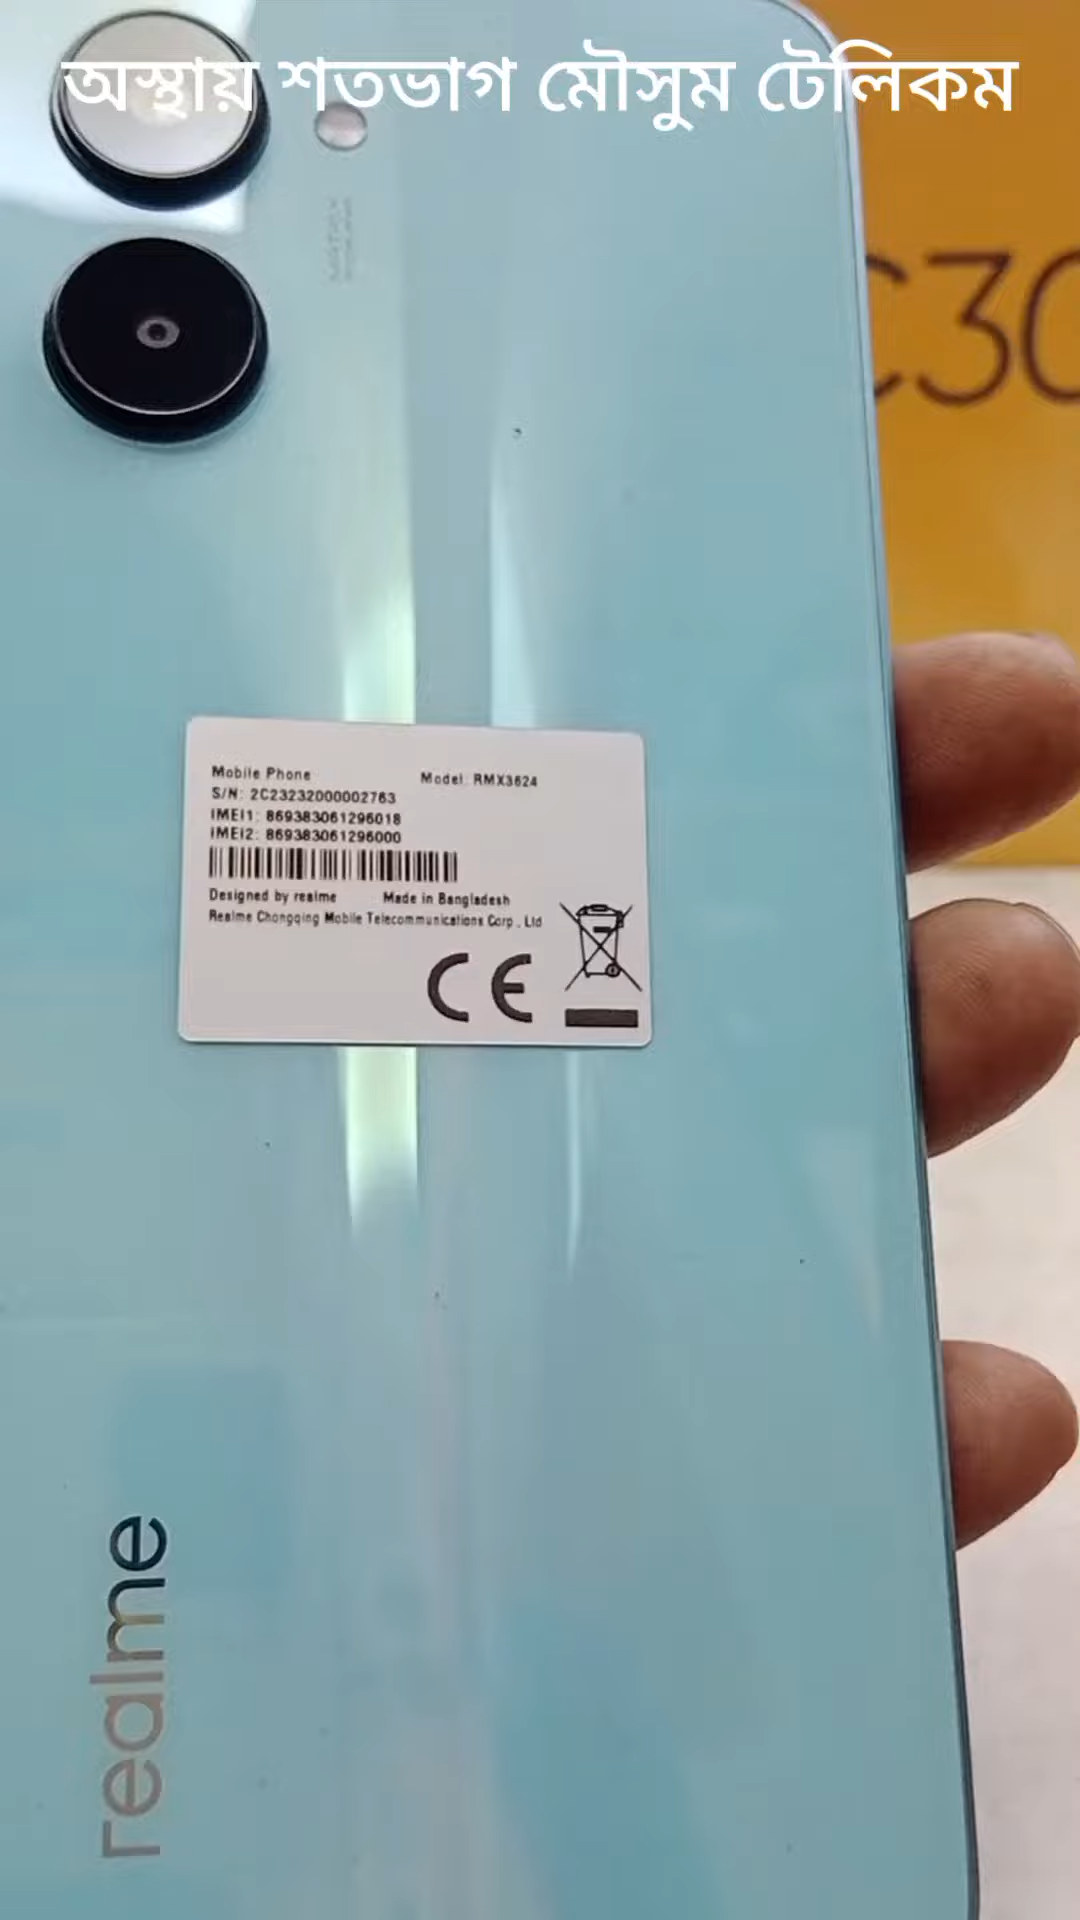 অস্থায় শতভাগ মৌসুম টেলিকম
C30
Mobile Phone Model: RMX3624
S/N: 2C23232000002763
IMEI1: 869383061296018
IMEI2: 869383061296000
Designed by realme Made in Bangladesh
Realme Chongqing Mobile Telecommunications Corp., Ltd
CE
realme